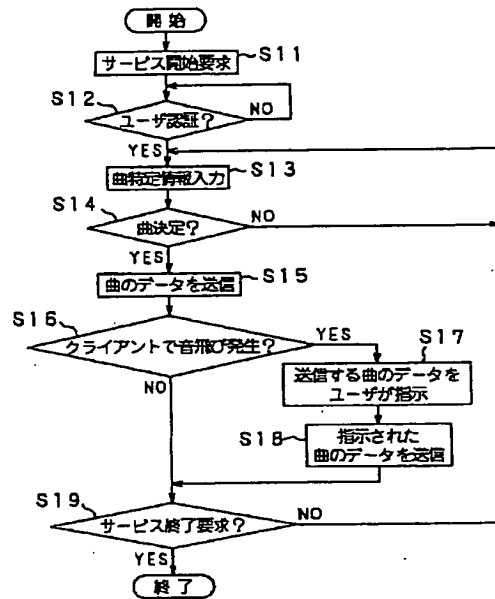 開始
サービス開始要求
S11
S12
ユーザ認証?
NO
YES
曲特定情報入力
S13
S14
曲決定?
NO
YES
曲のデータを送信
S15
S16
クライアントで音飛び発生?
YES
NO
S17
送信する曲のデータを
ユーザが指示
S18
指示された
曲のデータを送信
S19
サービス終了要求?
NO
YES
終了